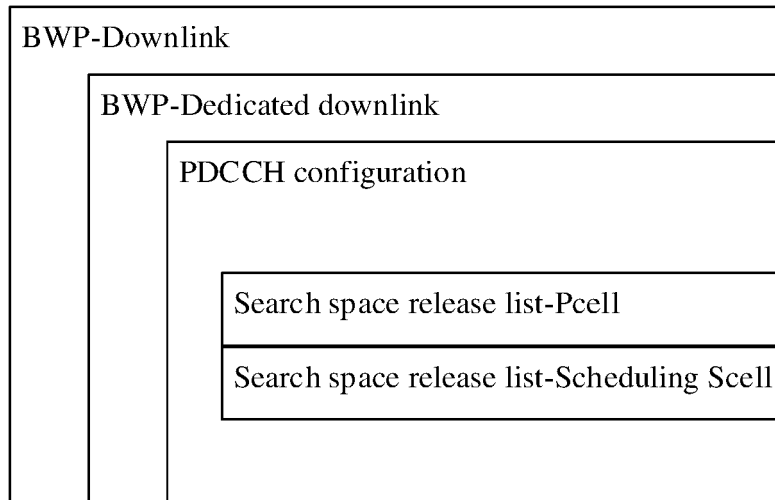 BWP-Downlink
BWP-Dedicated downlink
PDCCH configuration
Search space release list-Pcell
Search space release list-Scheduling Scell